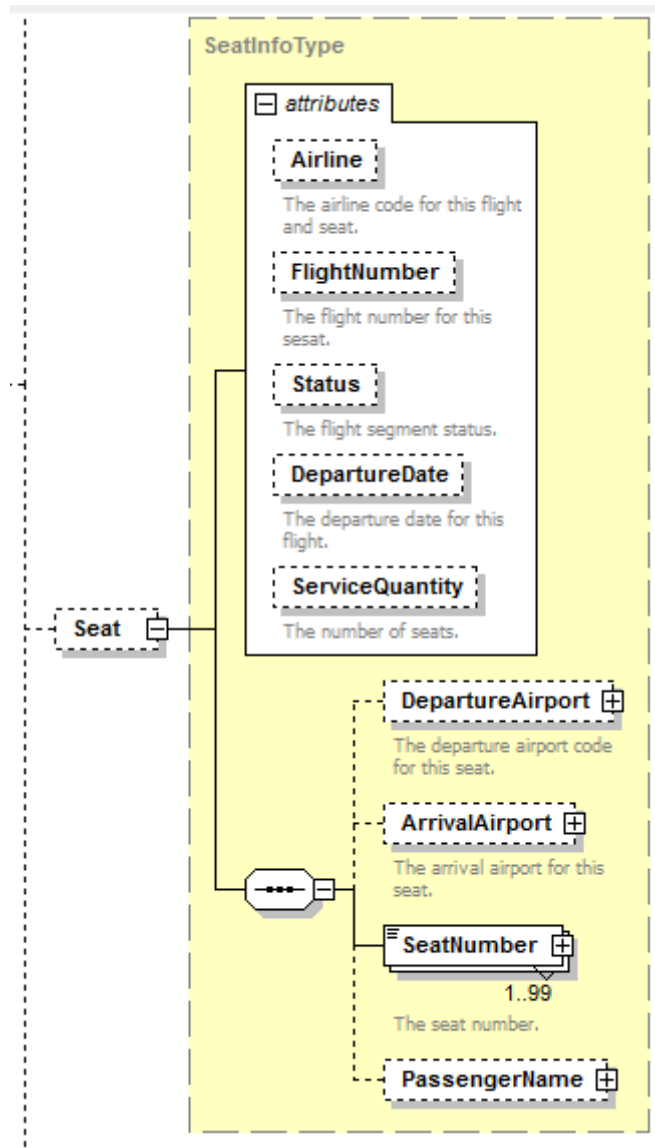 SeatInfoType
attributes
Airline
The airline code for this flight
and seat.
FlightNumber
The flight number for this
sesat.
Status
The flight segment status.
DepartureDate
The departure date for this
flight.
ServiceQuantity
The number of seats.
Seat
DepartureAirport
The departure airport code
for this seat.
ArrivalAirport
The arrival airport for this
seat.
SeatNumber
1..99
The seat number.
PassengerName